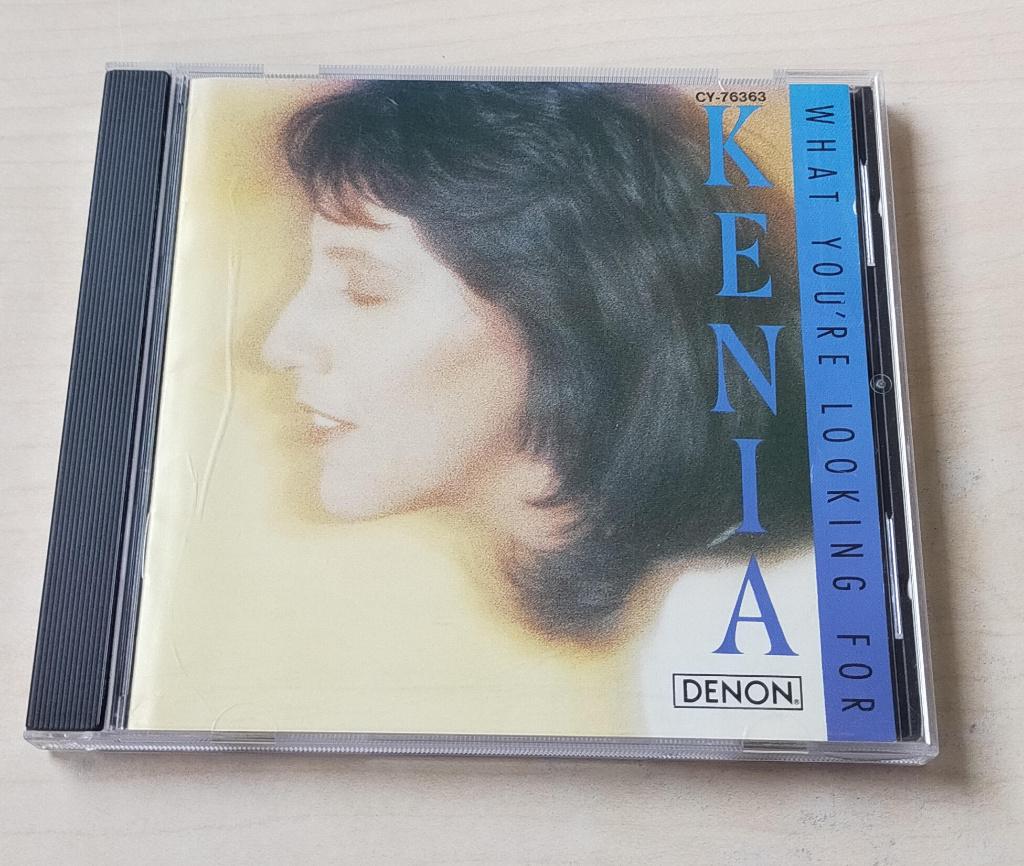 CY-76363
KENIA
WHAT YOU'RE LOOKING FOR
DENON®